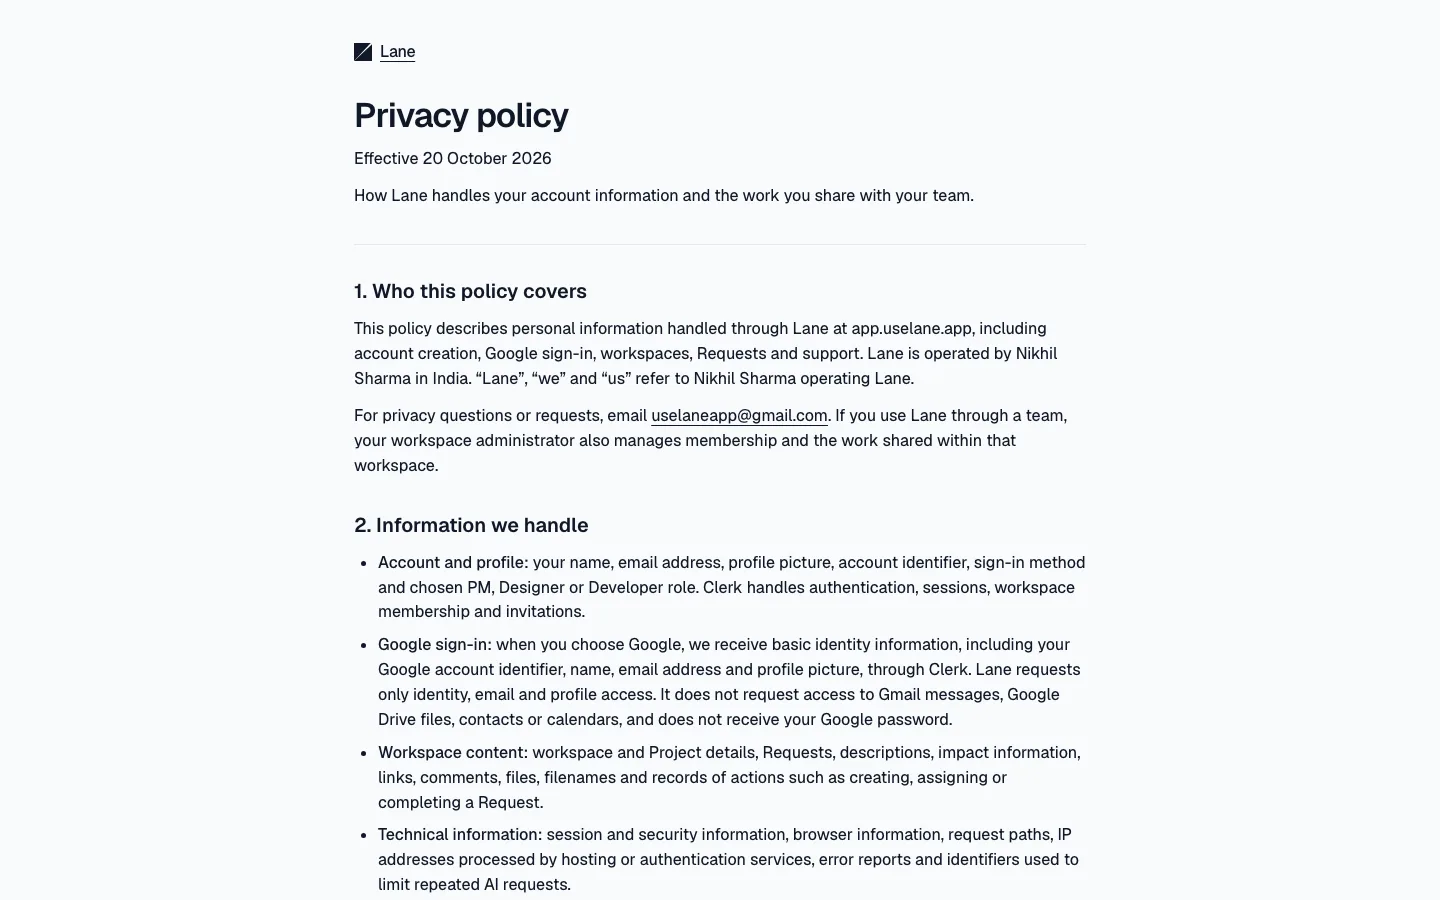 Lane
Privacy policy
Effective 20 October 2026
How Lane handles your account information and the work you share with your team.
1. Who this policy covers
This policy describes personal information handled through Lane at app.uselane.app, including
account creation, Google sign-in, workspaces, Requests and support. Lane is operated by Nikhil
Sharma in India. “Lane”, “we” and “us” refer to Nikhil Sharma operating Lane.
For privacy questions or requests, email uselaneapp@gmail.com. If you use Lane through a team,
your workspace administrator also manages membership and the work shared within that
workspace.
2. Information we handle
• Account and profile: your name, email address, profile picture, account identifier, sign-in method
and chosen PM, Designer or Developer role. Clerk handles authentication, sessions, workspace
membership and invitations.
• Google sign-in: when you choose Google, we receive basic identity information, including your
Google account identifier, name, email address and profile picture, through Clerk. Lane requests
only identity, email and profile access. It does not request access to Gmail messages, Google
Drive files, contacts or calendars, and does not receive your Google password.
• Workspace content: workspace and Project details, Requests, descriptions, impact information,
links, comments, files, filenames and records of actions such as creating, assigning or
completing a Request.
• Technical information: session and security information, browser information, request paths, IP
addresses processed by hosting or authentication services, error reports and identifiers used to
limit repeated AI requests.